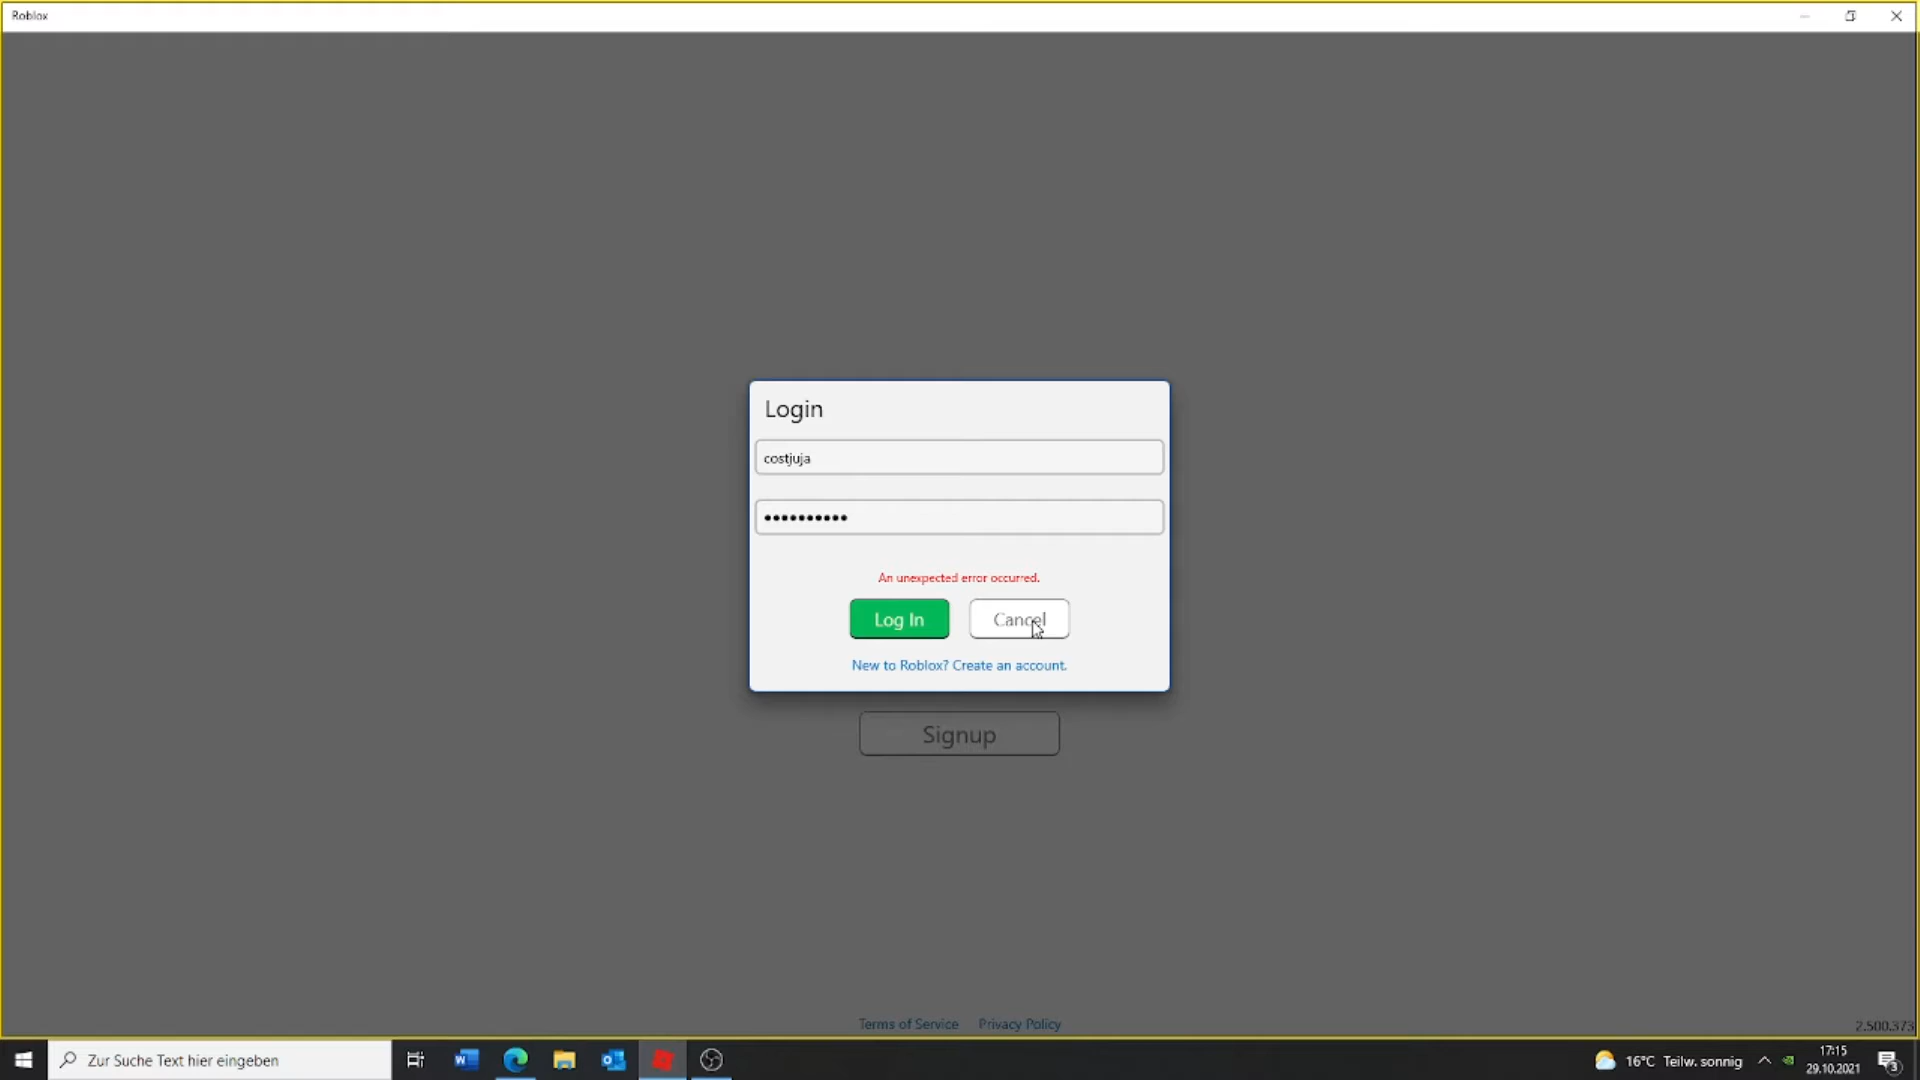 Roblox
Login
costjuja
••••••••••
An unexpected error occurred.
Log In
Cancel
New to Roblox? Create an account.
Signup
Terms of Service
Privacy Policy
2.500.373
Zur Suche Text hier eingeben
16°C Teilw. sonnig
17:15
29.10.2021
3